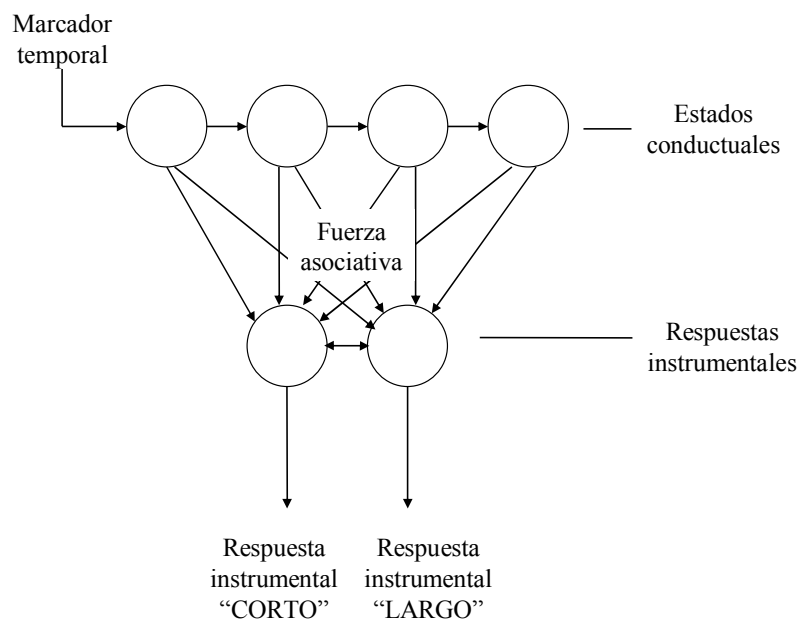 Marcador
temporal
Estados
conductuales
Fuerza
asociativa
Respuestas
instrumentales
Respuesta
instrumental
“CORTO”
Respuesta
instrumental
“LARGO”